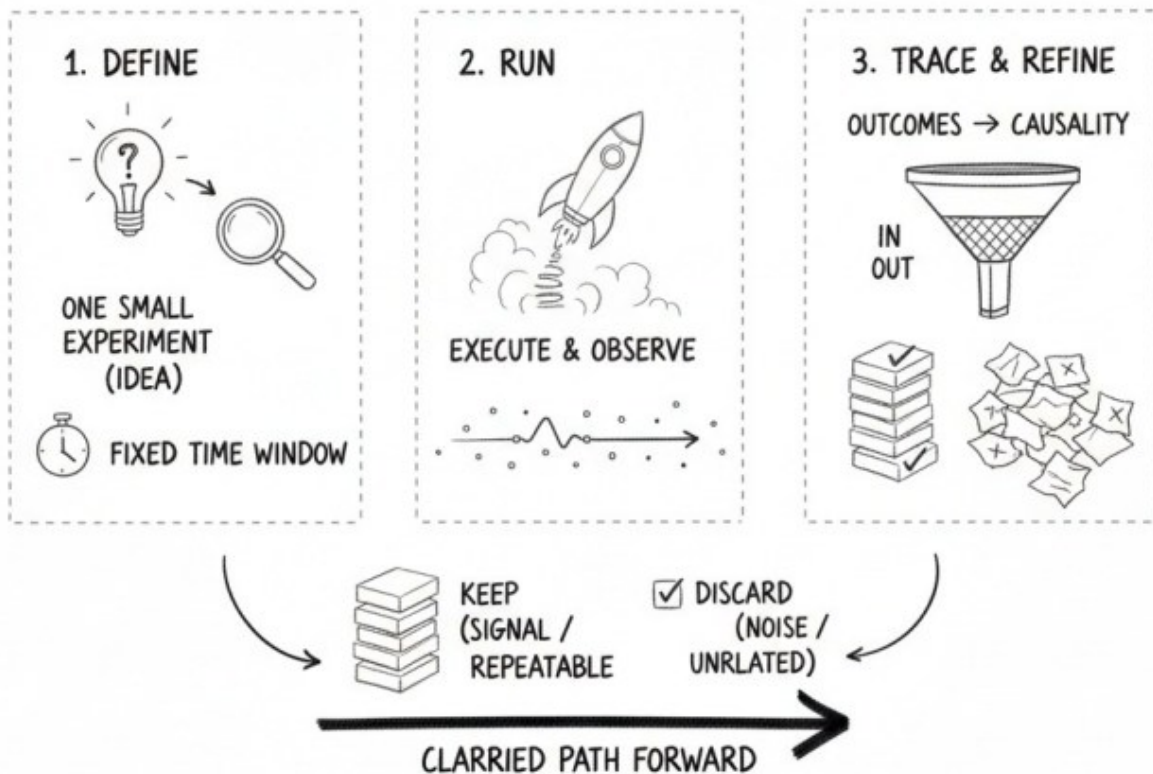 1. DEFINE
?
ONE SMALL
EXPERIMENT
(IDEA)
FIXED TIME WINDOW
2. RUN
EXECUTE & OBSERVE
3. TRACE & REFINE
OUTCOMES → CAUSALITY
IN
OUT
KEEP
(SIGNAL /
REPEATABLE
DISCARD
(NOISE /
UNRLATED)
CLARRIED PATH FORWARD